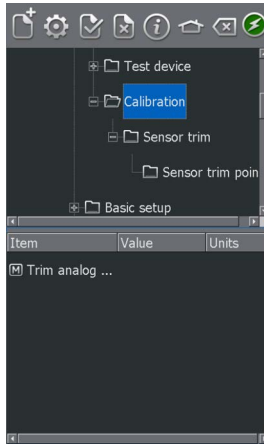 Test device
Calibration
Sensor trim
Sensor trim poin
Basic setup
Item Value Units
M Trim analog ...